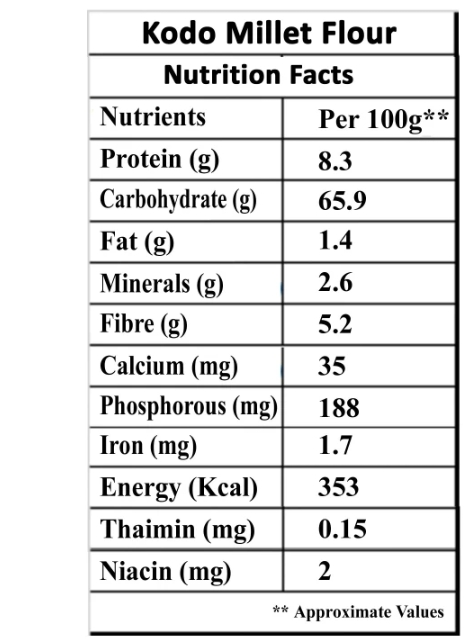 Kodo Millet Flour
Nutrition Facts
Nutrients Per 100g**
Protein (g) 8.3
Carbohydrate (g) 65.9
Fat (g) 1.4
Minerals (g) 2.6
Fibre (g) 5.2
Calcium (mg) 35
Phosphorous (mg) 188
Iron (mg) 1.7
Energy (Kcal) 353
Thaimin (mg) 0.15
Niacin (mg) 2
** Approximate Values